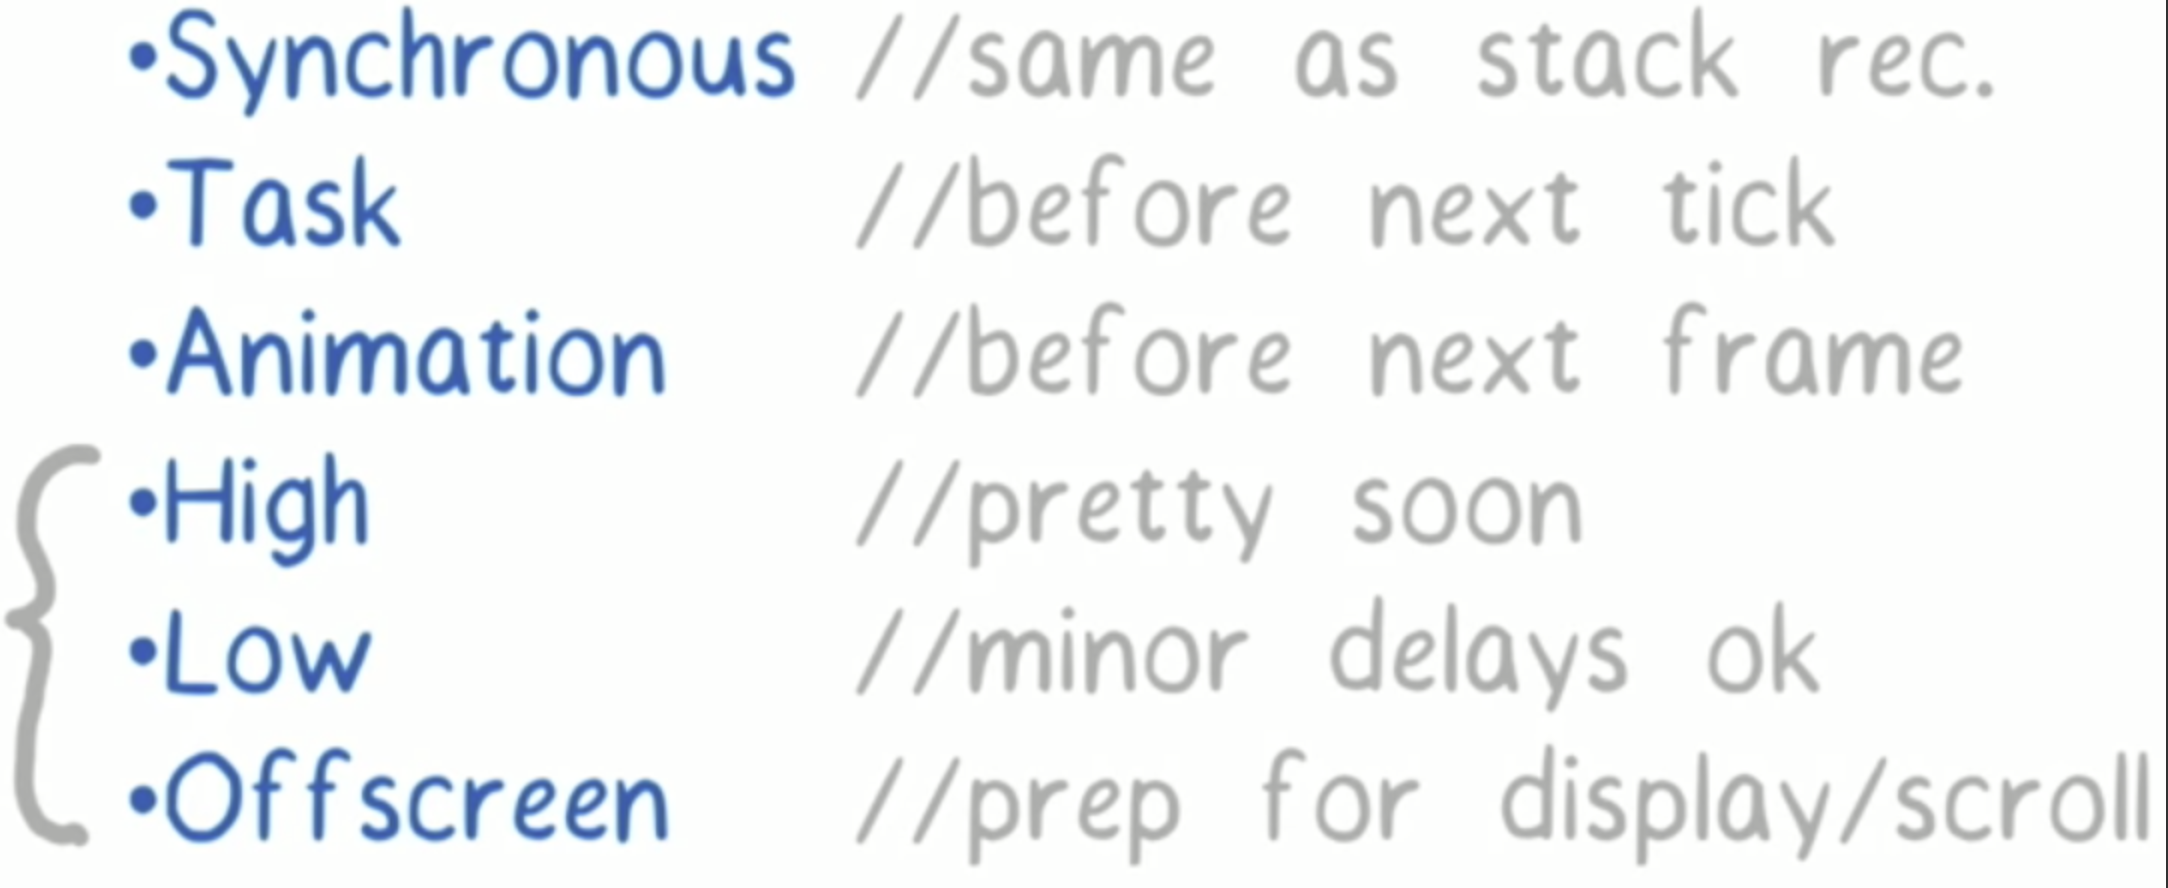 •Synchronous //same as stack rec.
•Task //before next tick
•Animation //before next frame
•High //pretty soon
•Low //minor delays ok
•Offscreen //prep for display/scroll